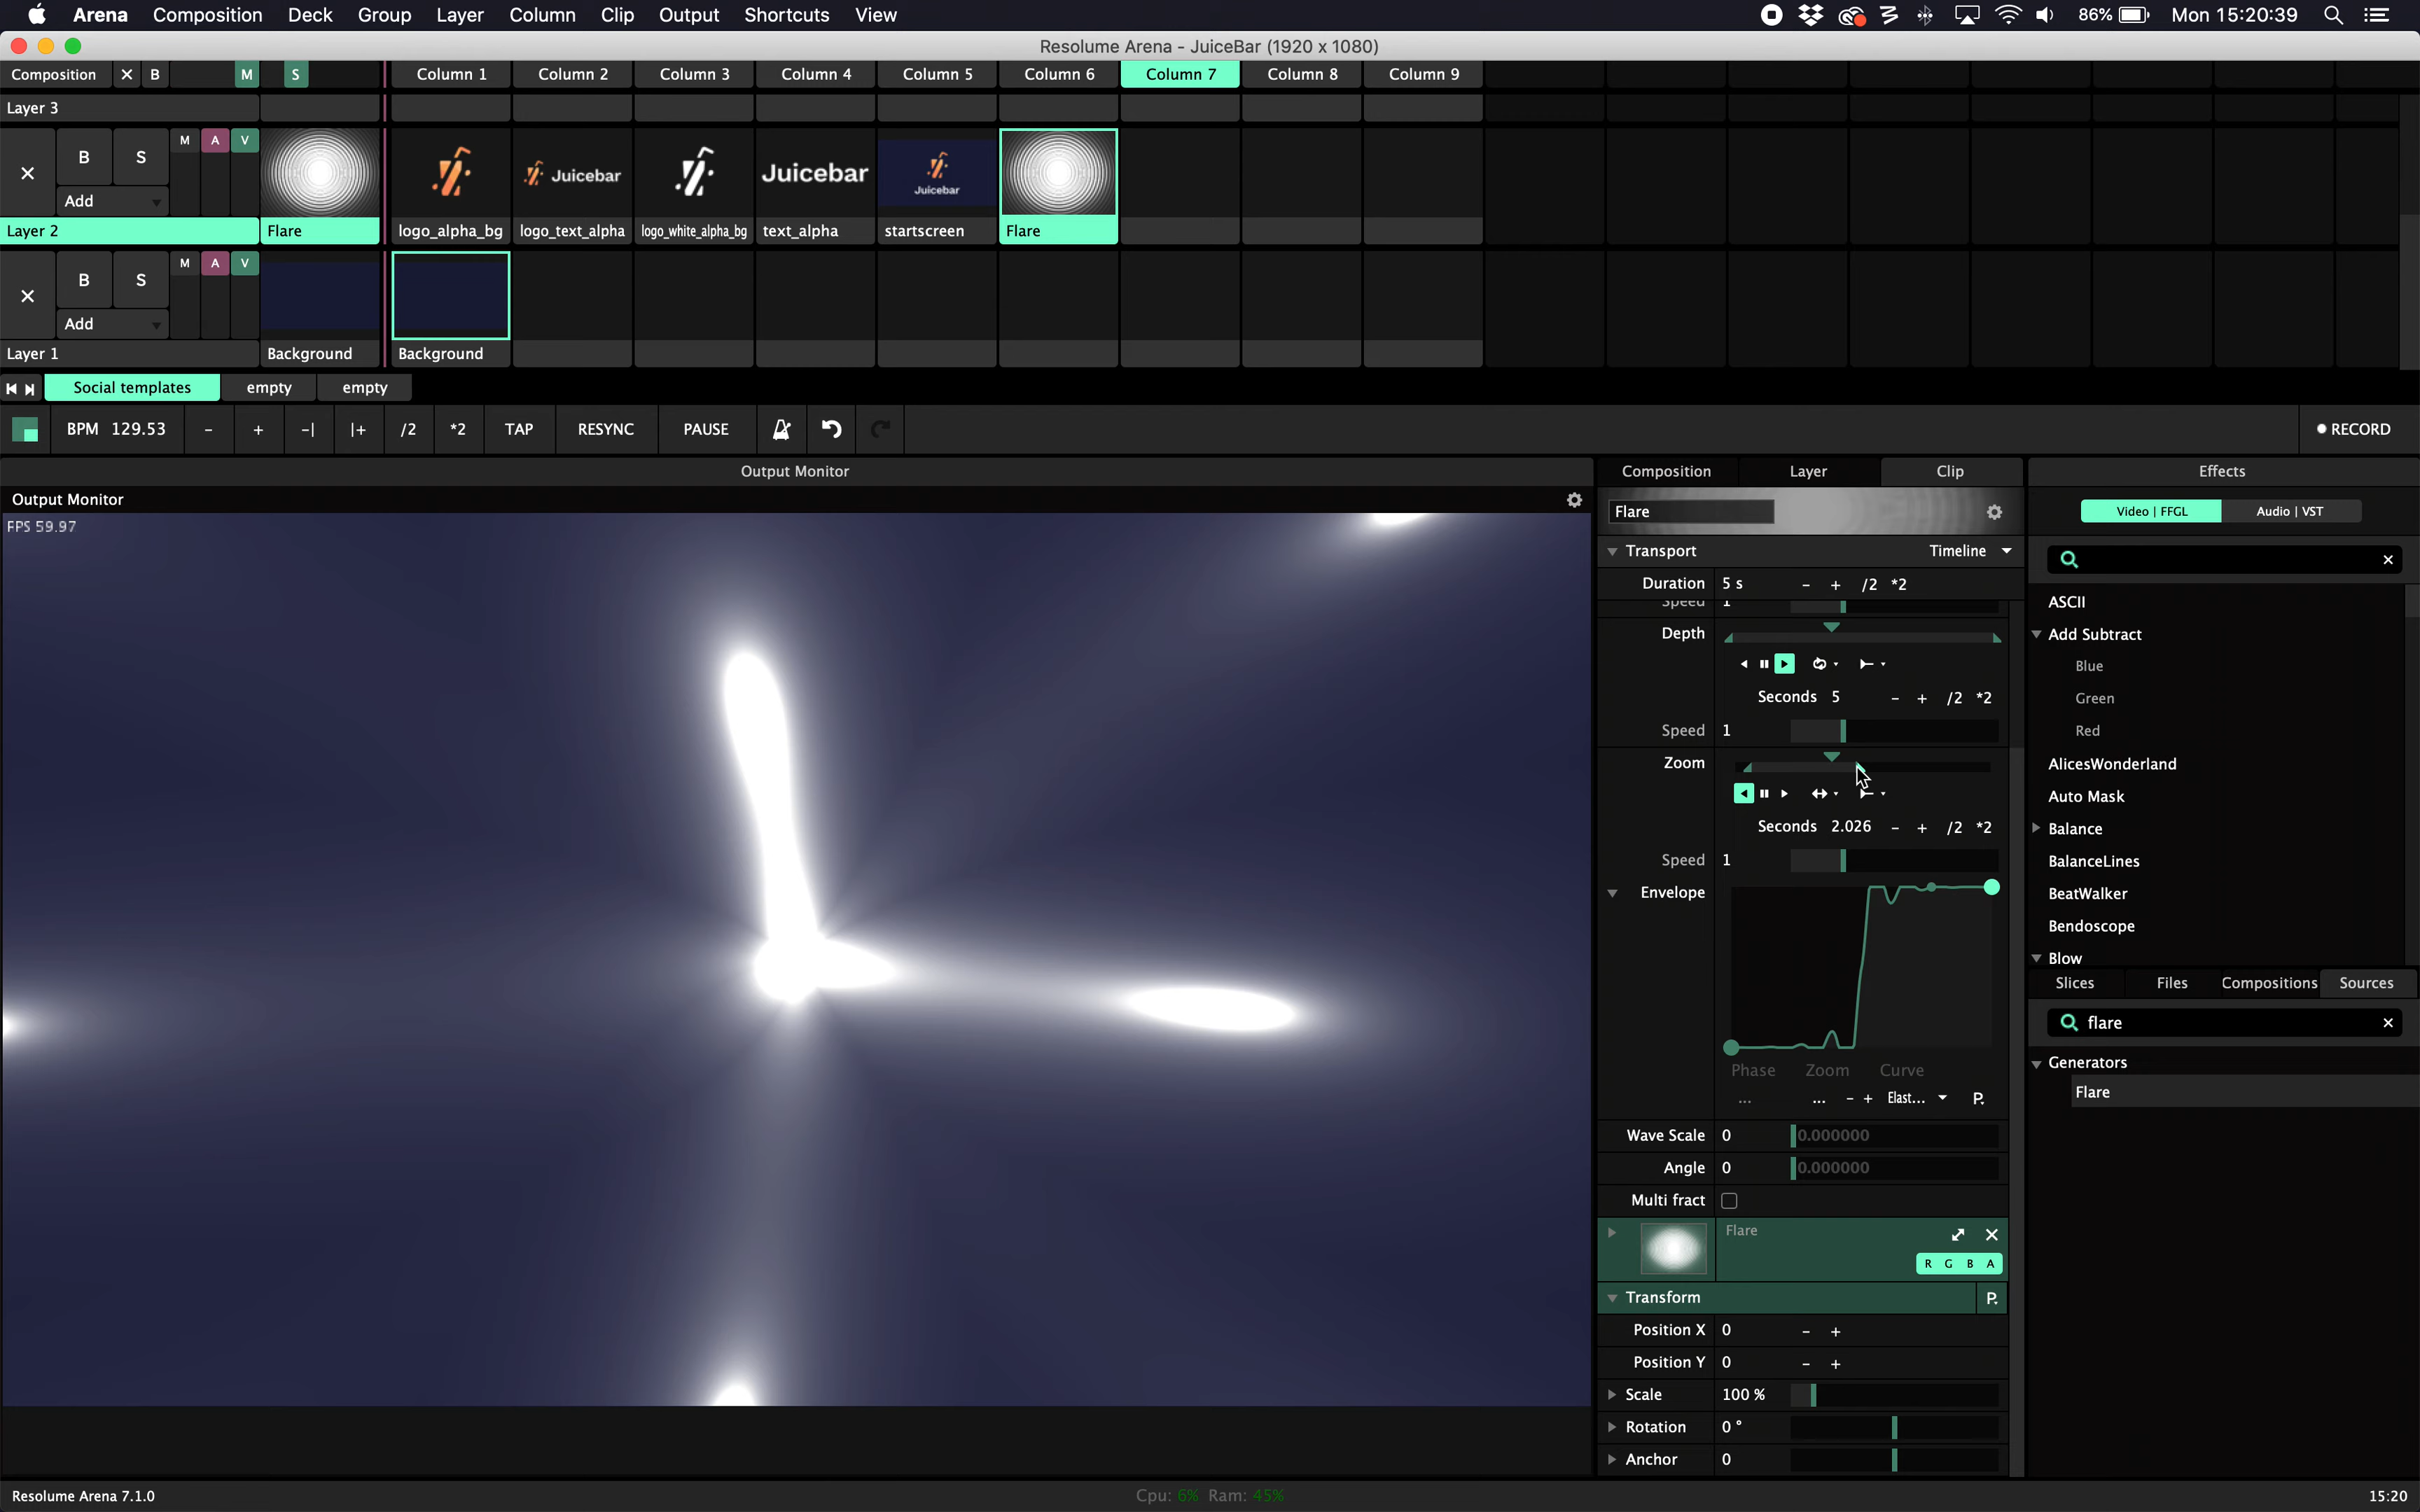 Arena Composition Deck Group Layer Column Clip Output Shortcuts View 86% Mon 15:20:39
Resolume Arena - JuiceBar (1920 x 1080)
Composition B M S Column 1 Column 2 Column 3 Column 4 Column 5 Column 6 Column 7 Column 8 Column 9
Layer 3
B S M A V
Juicebar
Juicebar
Juicebar
Add
Layer 2 Flare logo_alpha_bg logo_text_alpha logo_white_alpha_bg text_alpha startscreen Flare
B S M A V
Add
Layer 1 Background Background
Social templates empty empty
BPM 129.53 - + -| |+ /2 *2 TAP RESYNC PAUSE RECORD
Output Monitor
Output Monitor
FPS 59.97
Composition Layer Clip
Flare
Transport Timeline
Duration 5 s - + /2 *2
Speed 1
Depth
Seconds 5 - + /2 *2
Speed 1
Zoom
Seconds 2.026 - + /2 *2
Speed 1
Envelope
Phase Zoom Curve
... ... - + Elast... P.
Wave Scale 0 0.000000
Angle 0 0.000000
Multi fract
Flare
R G B A
Transform P.
Position X 0 - +
Position Y 0 - +
Scale 100 %
Rotation 0 °
Anchor 0
Effects
Video | FFGL Audio | VST
ASCII
Add Subtract
Blue
Green
Red
AlicesWonderland
Auto Mask
Balance
BalanceLines
BeatWalker
Bendoscope
Blow
Slices Files Compositions Sources
flare
Generators
Flare
Resolume Arena 7.1.0 Cpu: 6% Ram: 45% 15:20